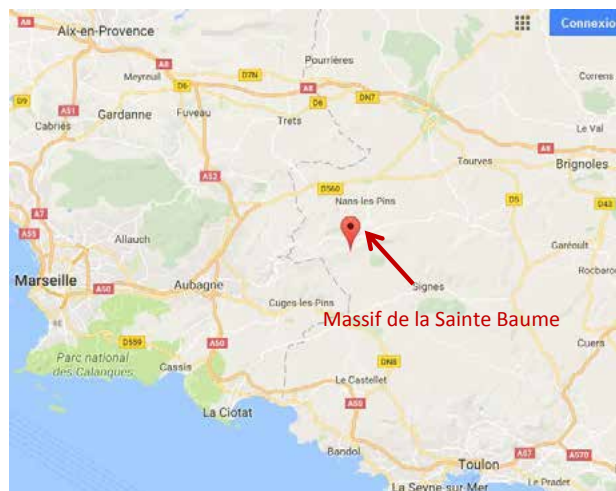 A8
Aix-en-Provence
Connexio
Pourrières
Meyreuil
A8
D7N
Correns
D9
D6
A8
DN7
Gardanne
Fuveau
D6
A51
Trets
Cabriès
Le Val
A8
Tourves
Brignoles
A52
D560
Nans-les-Pins
D5
D43
A7
A55
Allauch
Garéoult
Marseille
A50
Aubagne
Rocbaron
Signes
Cuges-les-Pins
Massif de la Sainte Baume
D559
A50
Cuers
Parc national
des Calanques
Cassis
DN8
Le Castellet
La Ciotat
A50
Bandol
A57
A570
Toulon
Le Pradet
La Seyne-sur-Mer